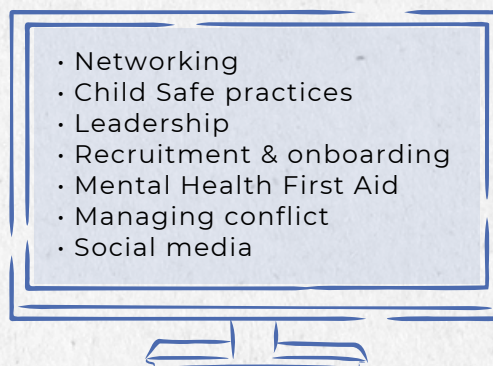 · Networking
· Child Safe practices
· Leadership
· Recruitment & onboarding
· Mental Health First Aid
· Managing conflict
· Social media